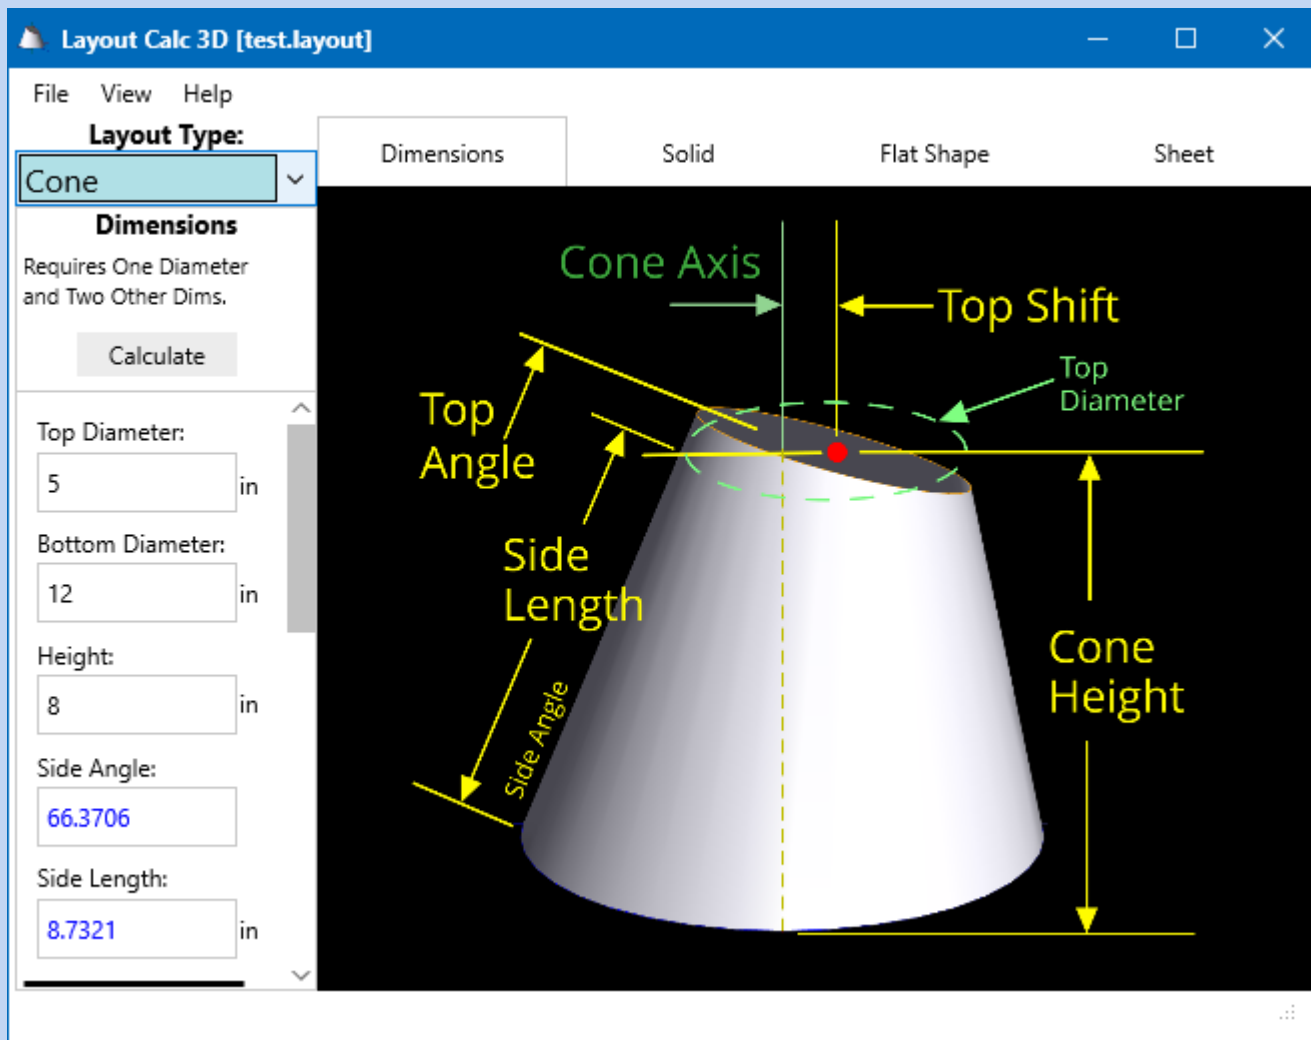 Layout Calc 3D [test.layout]
File View Help
Layout Type:
Cone
Dimensions
Requires One Diameter
and Two Other Dims.
Calculate
Top Diameter:
5 in
Bottom Diameter:
12 in
Height:
8 in
Side Angle:
66.3706
Side Length:
8.7321 in
Dimensions Solid Flat Shape Sheet
Cone Axis
Top Shift
Top
Diameter
Top
Angle
Side
Length
Side Angle
Cone
Height